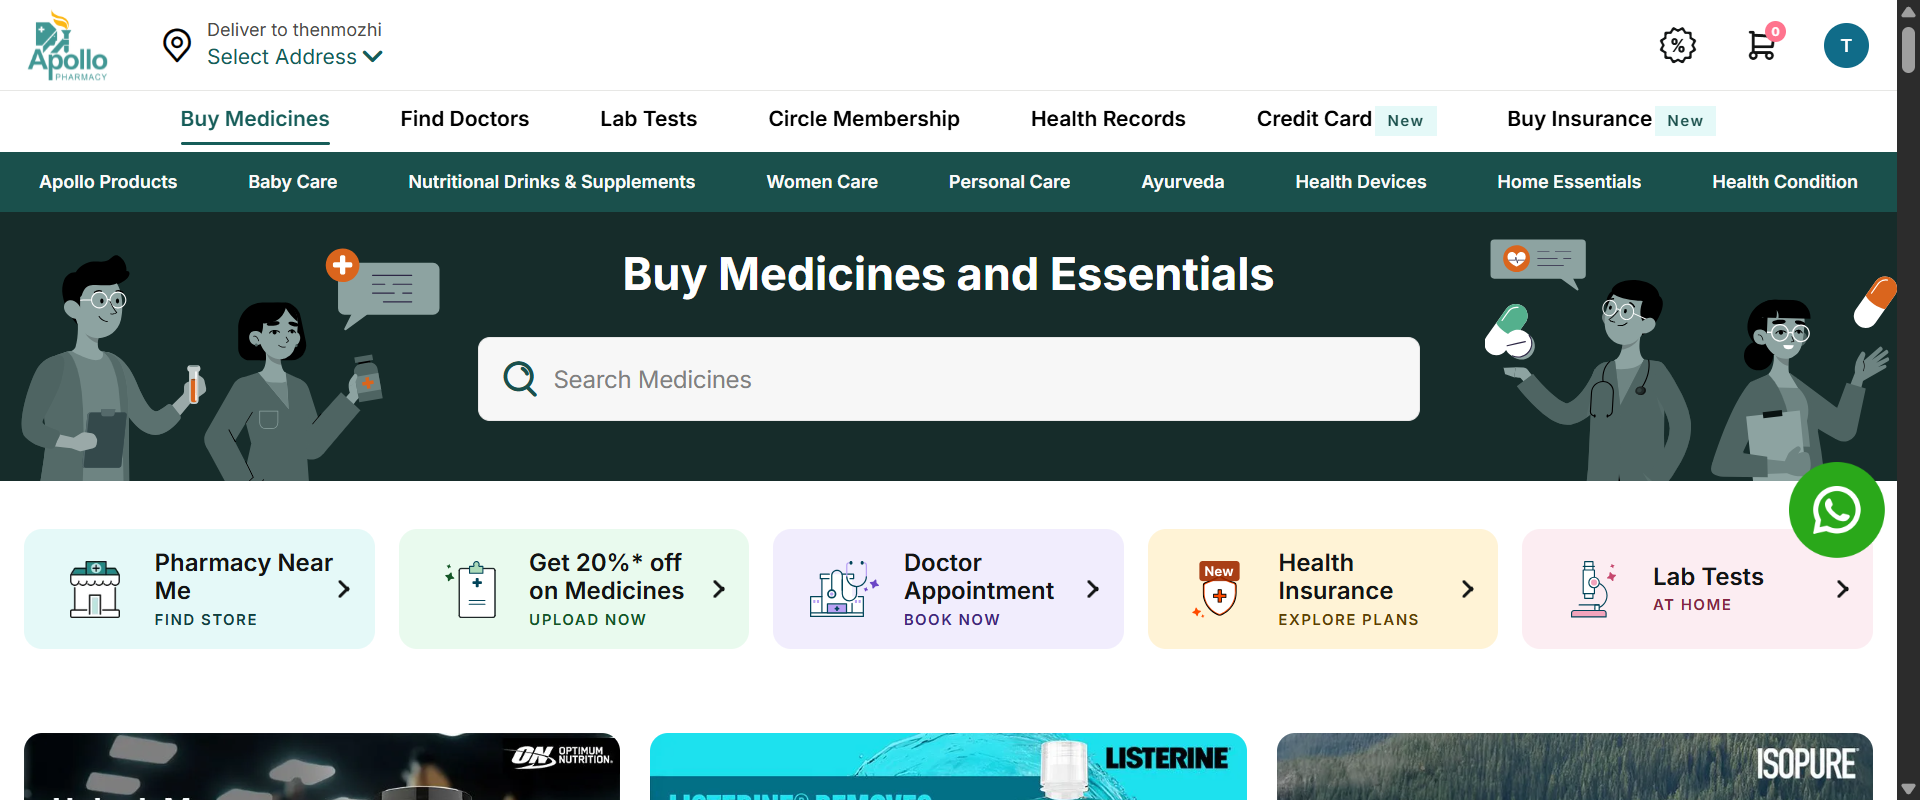 Apollo
PHARMACY
Deliver to thenmozhi
Select Address
%
0
T
Buy Medicines
Find Doctors
Lab Tests
Circle Membership
Health Records
Credit Card New
Buy Insurance New
Apollo Products
Baby Care
Nutritional Drinks & Supplements
Women Care
Personal Care
Ayurveda
Health Devices
Home Essentials
Health Condition
Buy Medicines and Essentials
Search Medicines
Pharmacy Near
Me
FIND STORE
Get 20%* off
on Medicines
UPLOAD NOW
Doctor
Appointment
BOOK NOW
New
Health
Insurance
EXPLORE PLANS
Lab Tests
AT HOME
ON OPTIMUM
NUTRITION.
LISTERINE
LISTERINE® REMOVES
ISOPURE